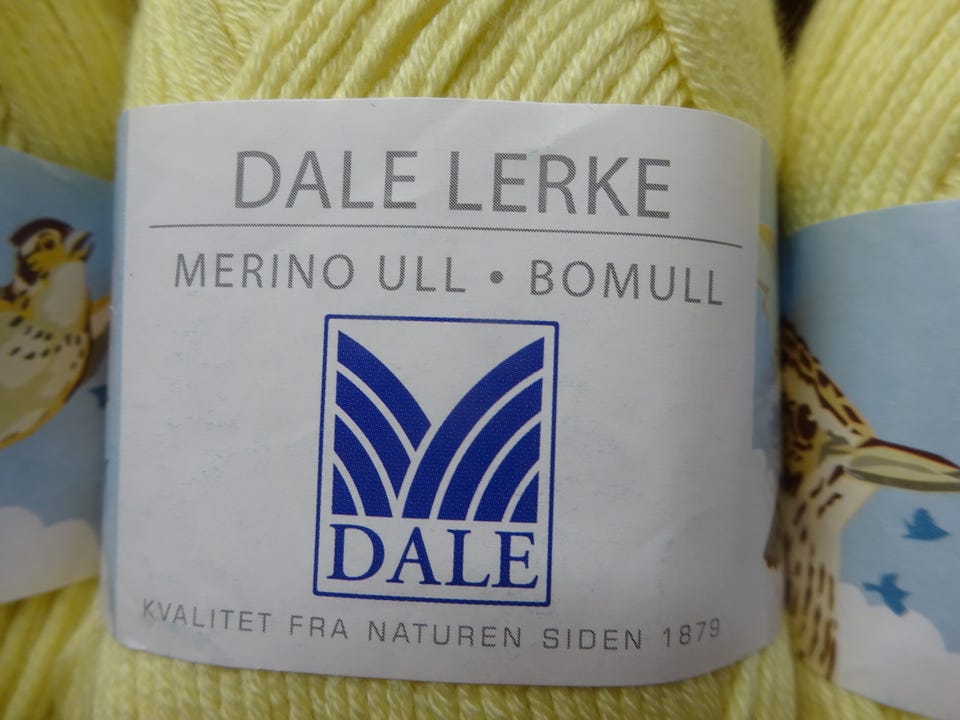 DALE LERKE
MERINO ULL • BOMULL
DALE
KVALITET FRA NATUREN SIDEN 1879